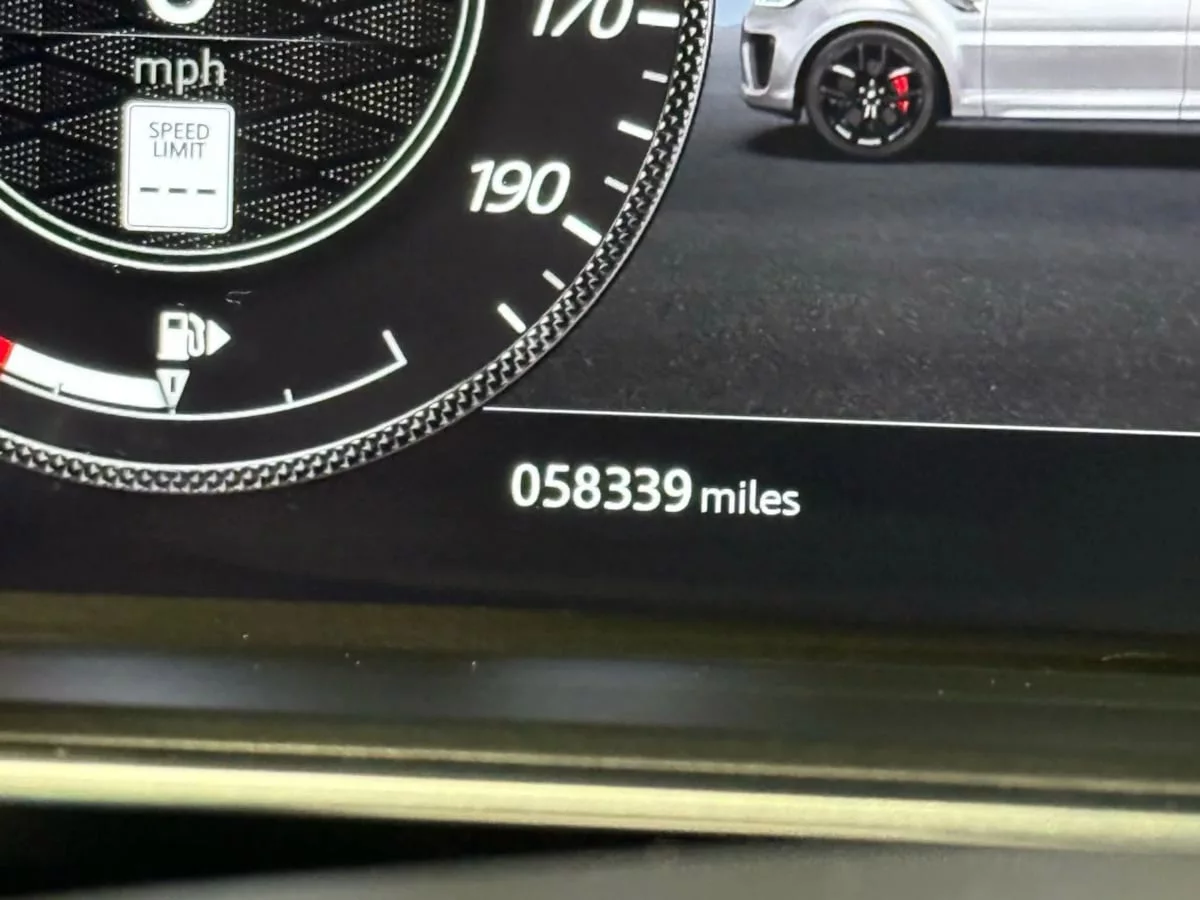 170
mph
SPEED
LIMIT
---
190
058339 miles